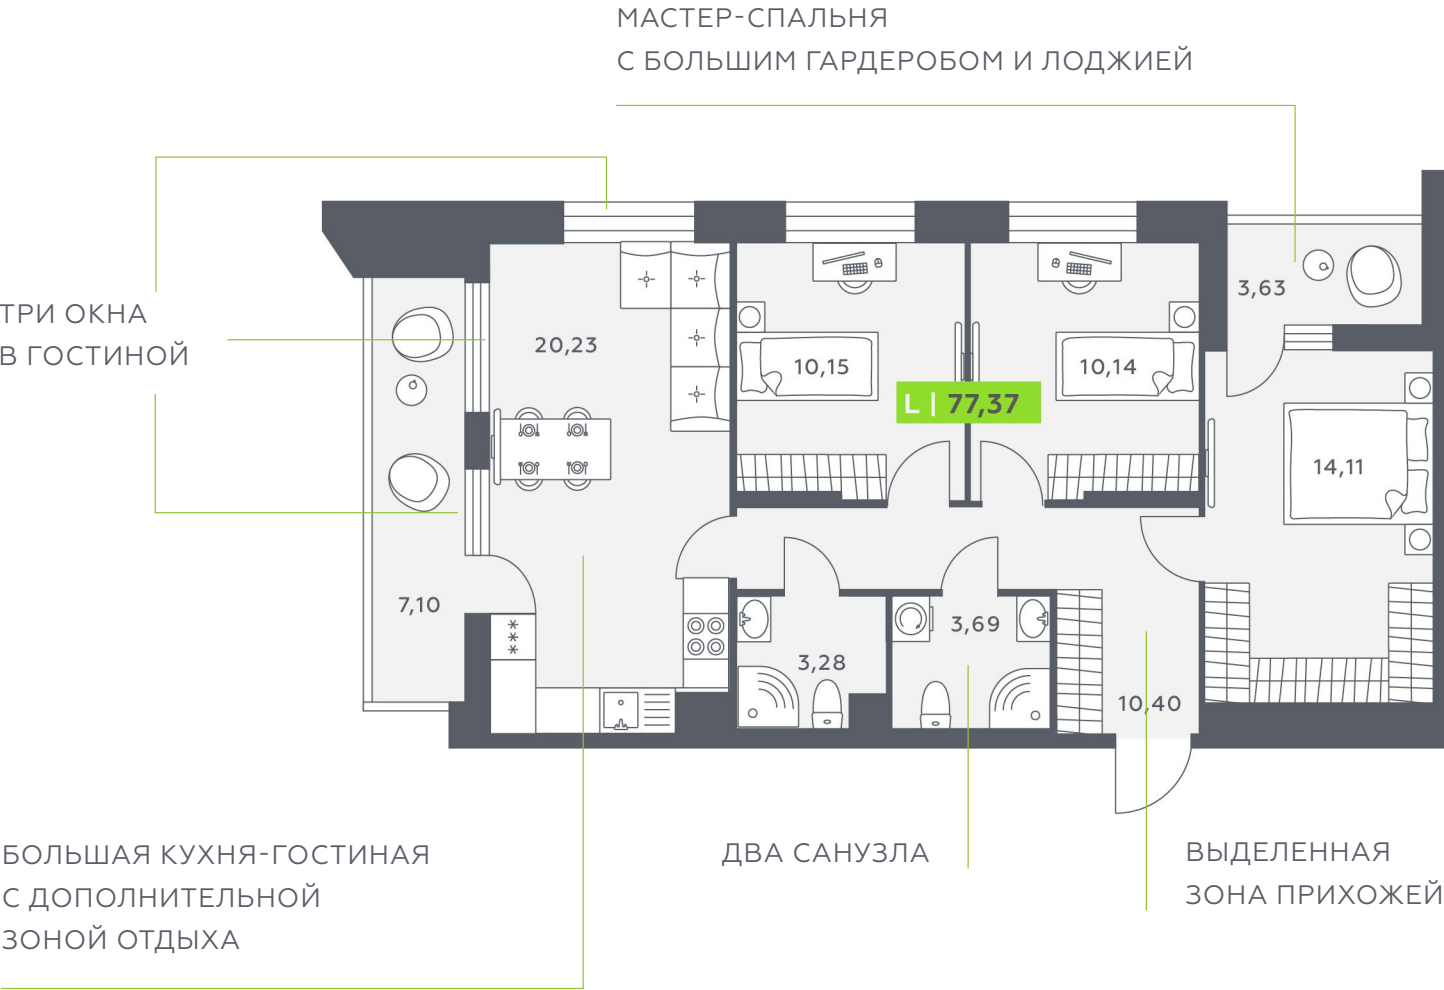 МАСТЕР-СПАЛЬНЯ
С БОЛЬШИМ ГАРДЕРОБОМ И ЛОДЖИЕЙ
ТРИ ОКНА
В ГОСТИНОЙ
3,63
20,23
10,15
10,14
L | 77,37
14,11
7,10
3,69
3,28
10,40
БОЛЬШАЯ КУХНЯ-ГОСТИНАЯ
С ДОПОЛНИТЕЛЬНОЙ
ЗОНОЙ ОТДЫХА
ДВА САНУЗЛА
ВЫДЕЛЕННАЯ
ЗОНА ПРИХОЖЕЙ